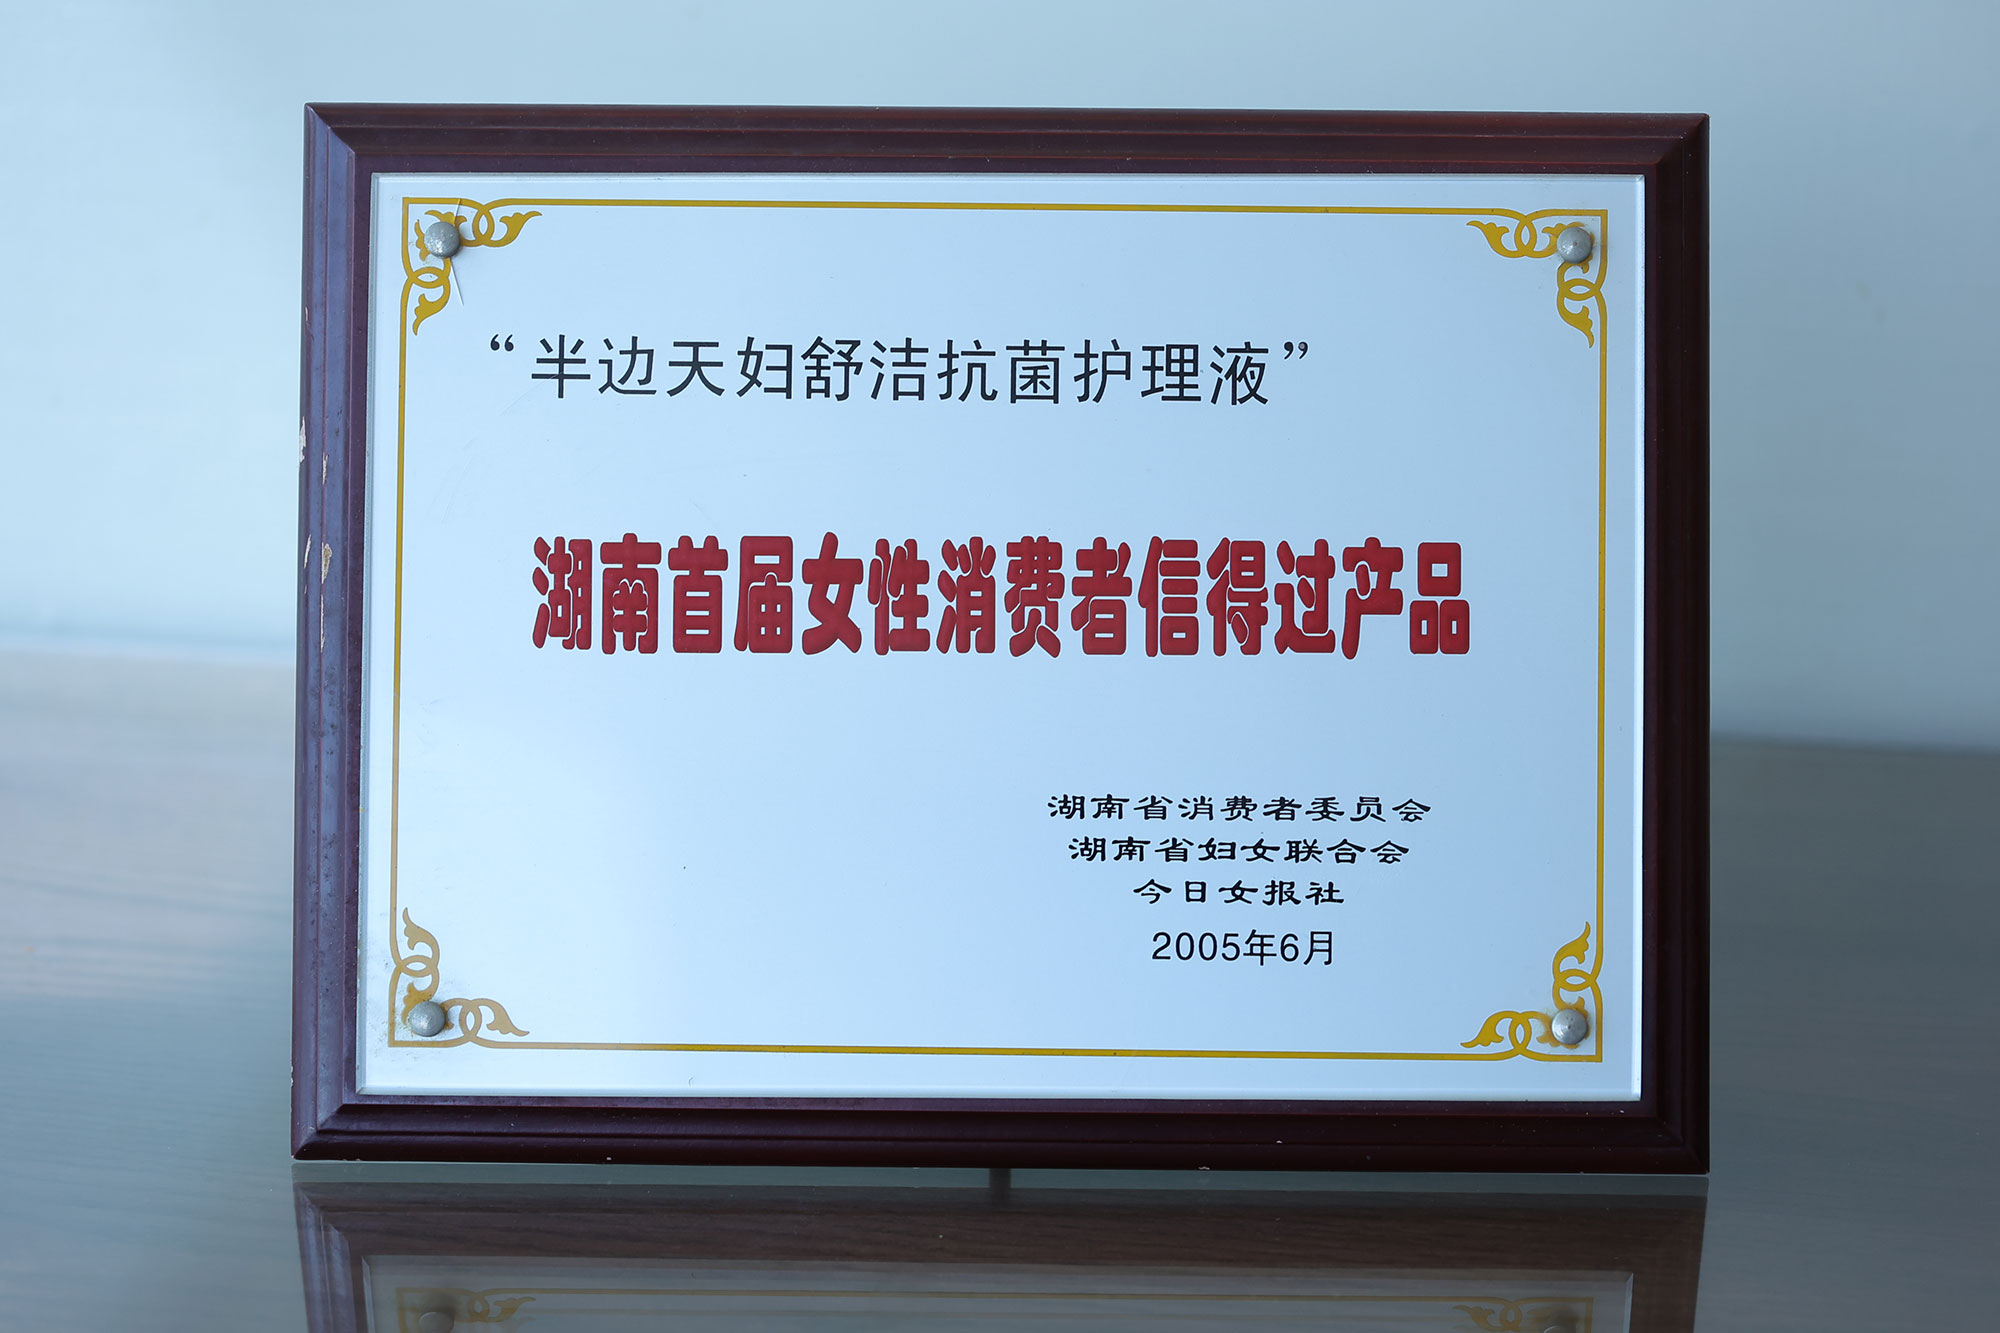 “半边天妇舒洁抗菌护理液”
湖南首届女性消费者信得过产品
湖南省消费者委员会
湖南省妇女联合会
今日女报社
2005年6月